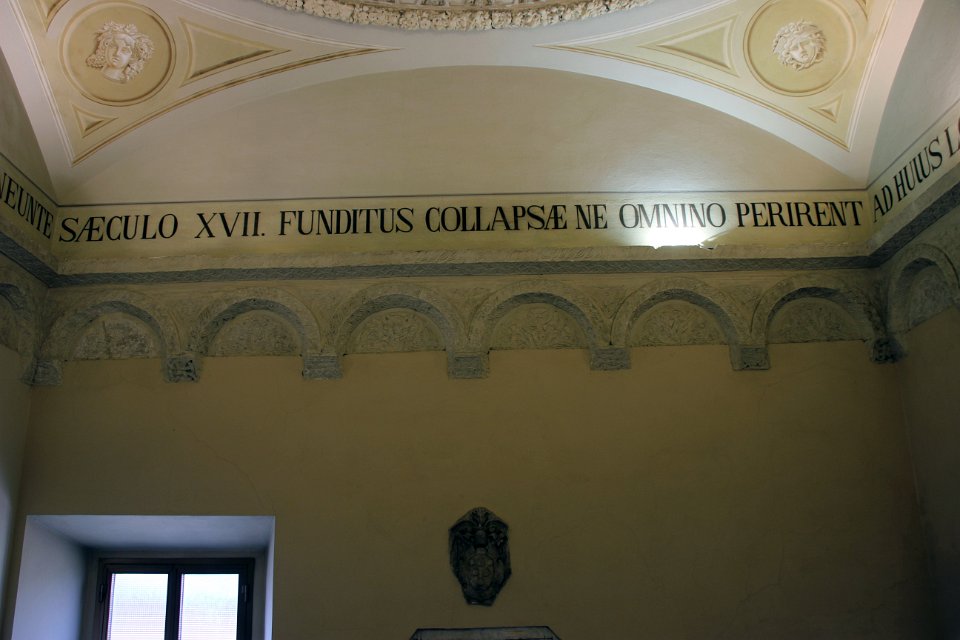 SÆCULO XVII. FUNDITUS COLLAPSÆ NE OMNINO PERIRENT AD HUIUS